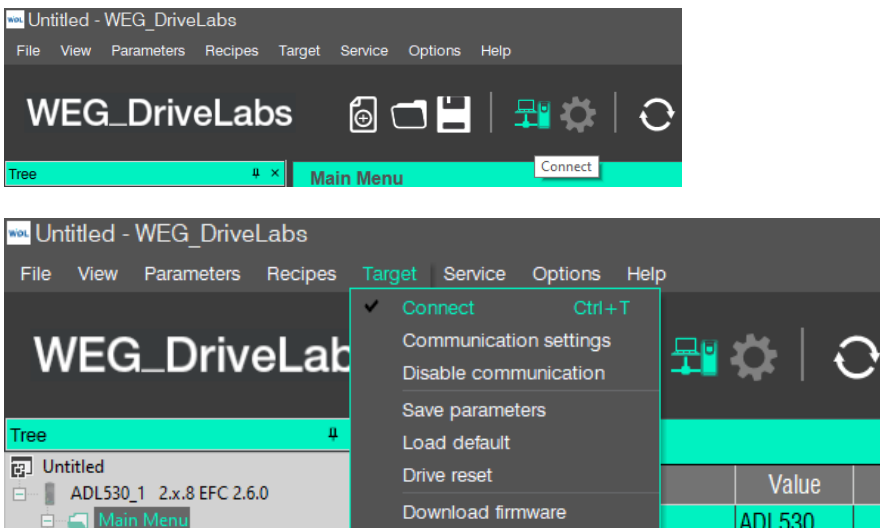 WOL Untitled - WEG_DriveLabs
File View Parameters Recipes Target Service Options Help
WEG_DriveLabs
Connect
Tree Main Menu
WOL Untitled - WEG_DriveLabs
File View Parameters Recipes Target Service Options Help
Connect Ctrl+T
Communication settings
WEG_DriveLab
Disable communication
Save parameters
Tree
Load default
Untitled
Drive reset
Value
ADL530_1 2.x.8 EFC 2.6.0
Download firmware
Main Menu
ADL530